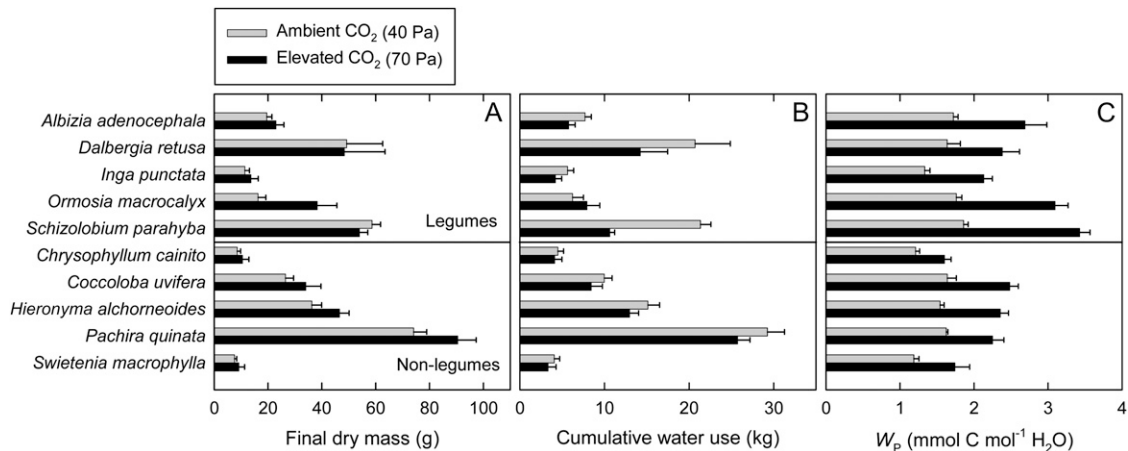 Ambient CO₂ (40 Pa)
Elevated CO₂ (70 Pa)
A
B
C
Albizia adenocephala
Dalbergia retusa
Inga punctata
Ormosia macrocalyx
Schizolobium parahyba
Legumes
Chrysophyllum cainito
Coccoloba uvifera
Hieronyma alchorneoides
Pachira quinata
Swietenia macrophylla
Non-legumes
0 20 40 60 80 100
0 10 20 30
0 1 2 3 4
Final dry mass (g)
Cumulative water use (kg)
W_P (mmol C mol⁻¹ H₂O)